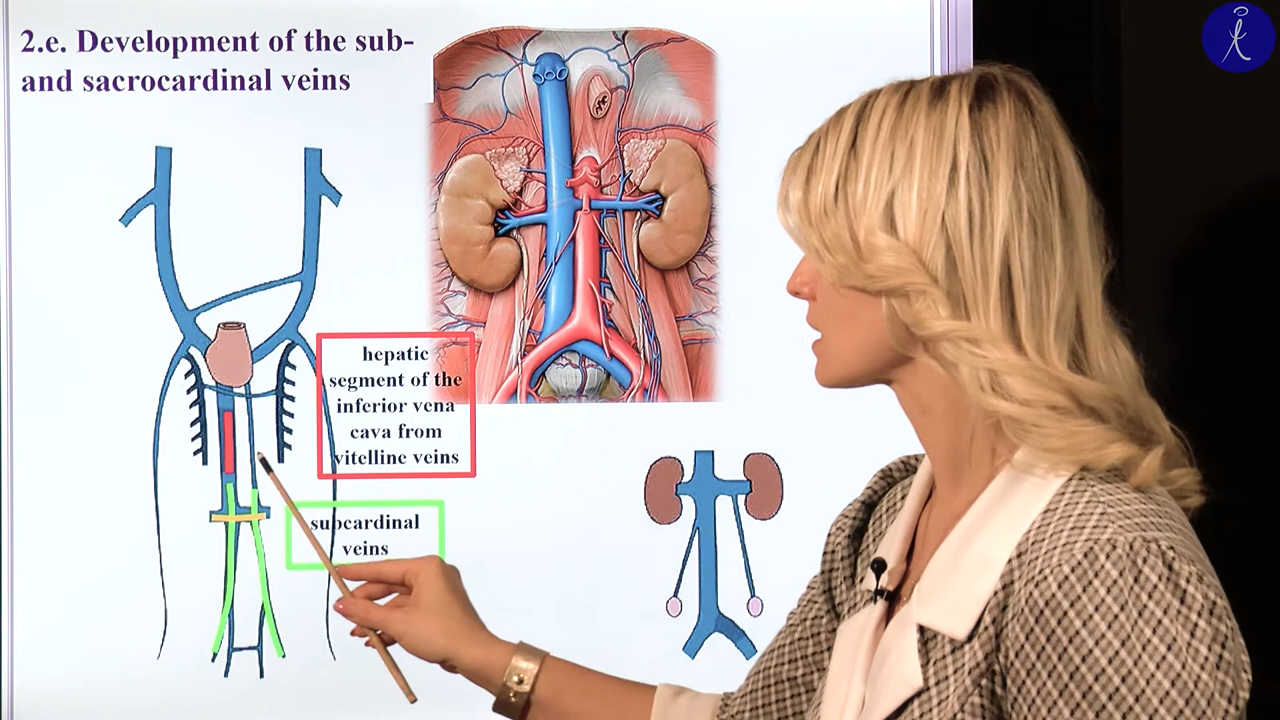 2.e. Development of the sub-
and sacrocardinal veins
hepatic
segment of the
inferior vena
cava from
vitelline veins
subcardinal
veins